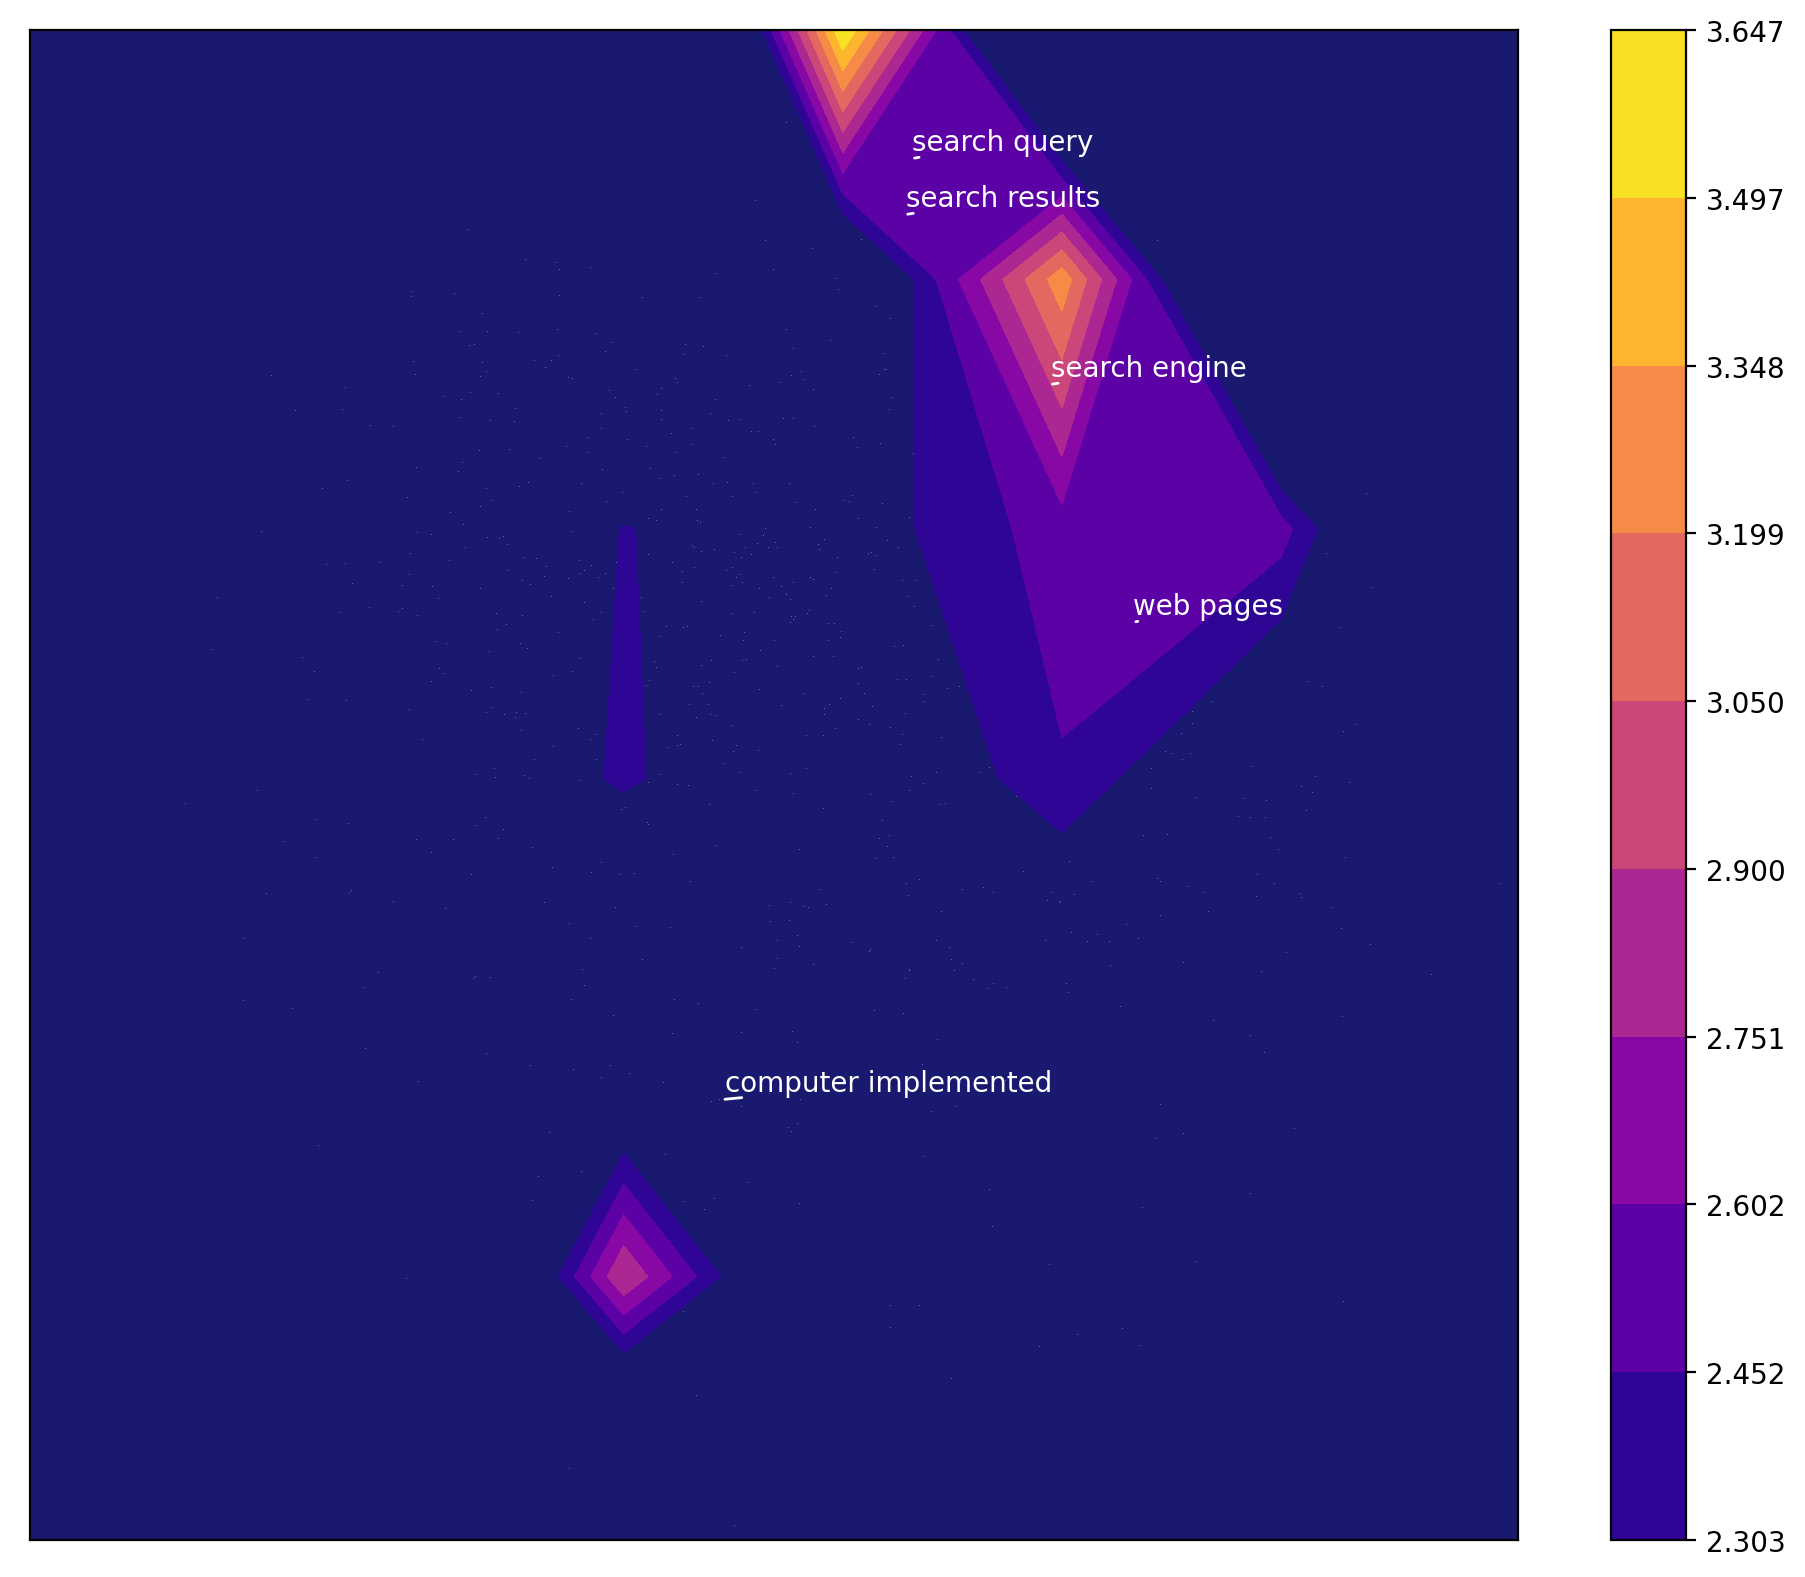 search query
search results
search engine
web pages
computer implemented
3.647
3.497
3.348
3.199
3.050
2.900
2.751
2.602
2.452
2.303